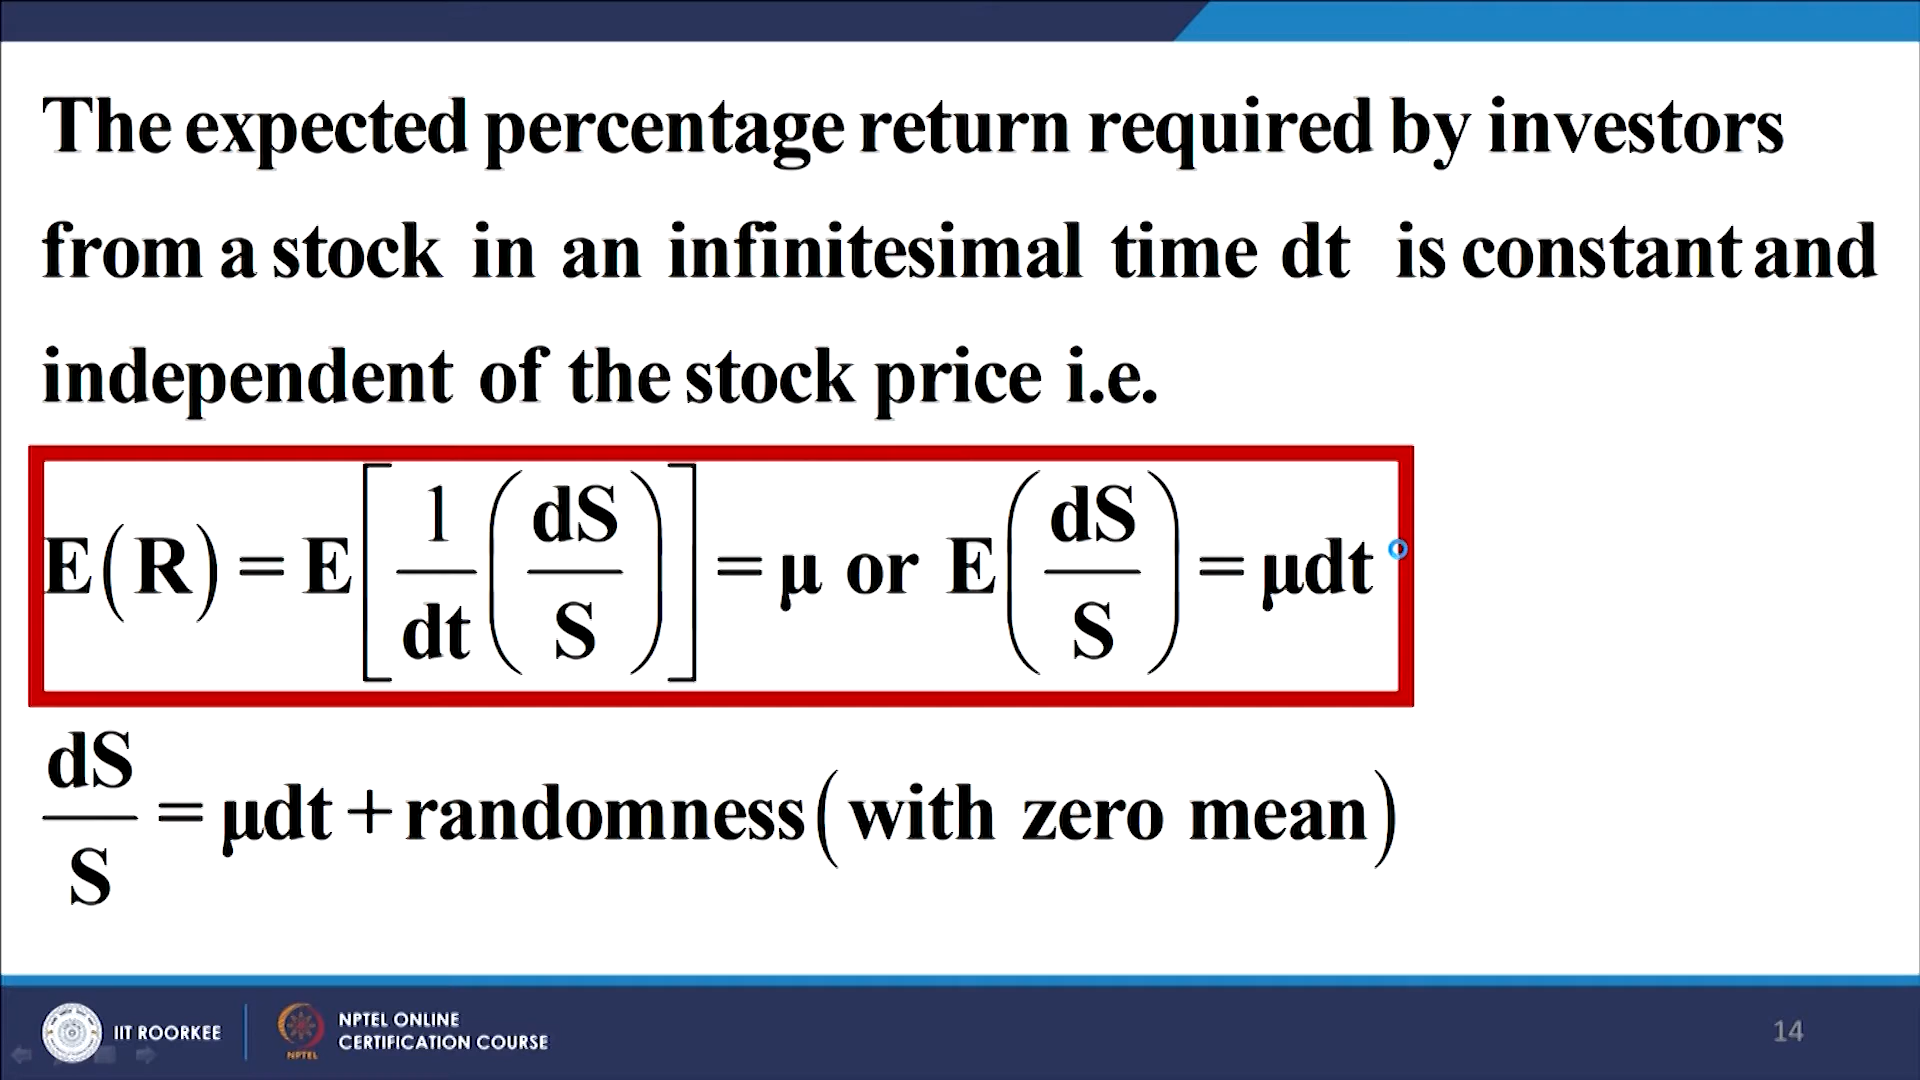 The expected percentage return required by investors
from a stock in an infinitesimal time dt is constant and
independent of the stock price i.e.
E(R) = E[1/dt (dS/S)] = μ or E(dS/S) = μdt
dS/S = μdt + randomness(with zero mean)
IIT ROORKEE
NPTEL
NPTEL ONLINE
CERTIFICATION COURSE
14